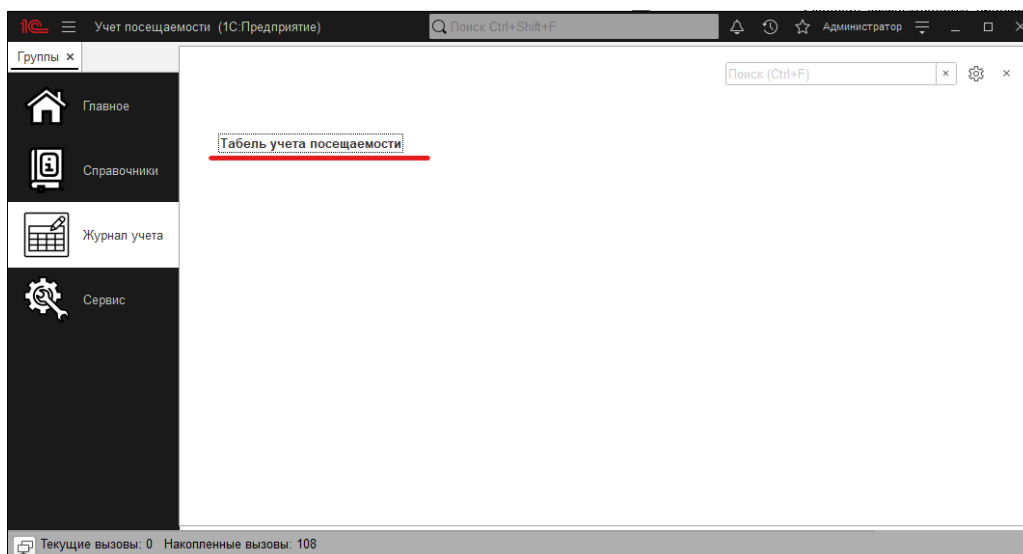 1С Учет посещаемости (1С:Предприятие) Поиск Ctrl+Shift+F Администратор
Группы ×
Поиск (Ctrl+F) ×
Главное
Табель учета посещаемости
Справочники
Журнал учета
Сервис
Текущие вызовы: 0 Накопленные вызовы: 108